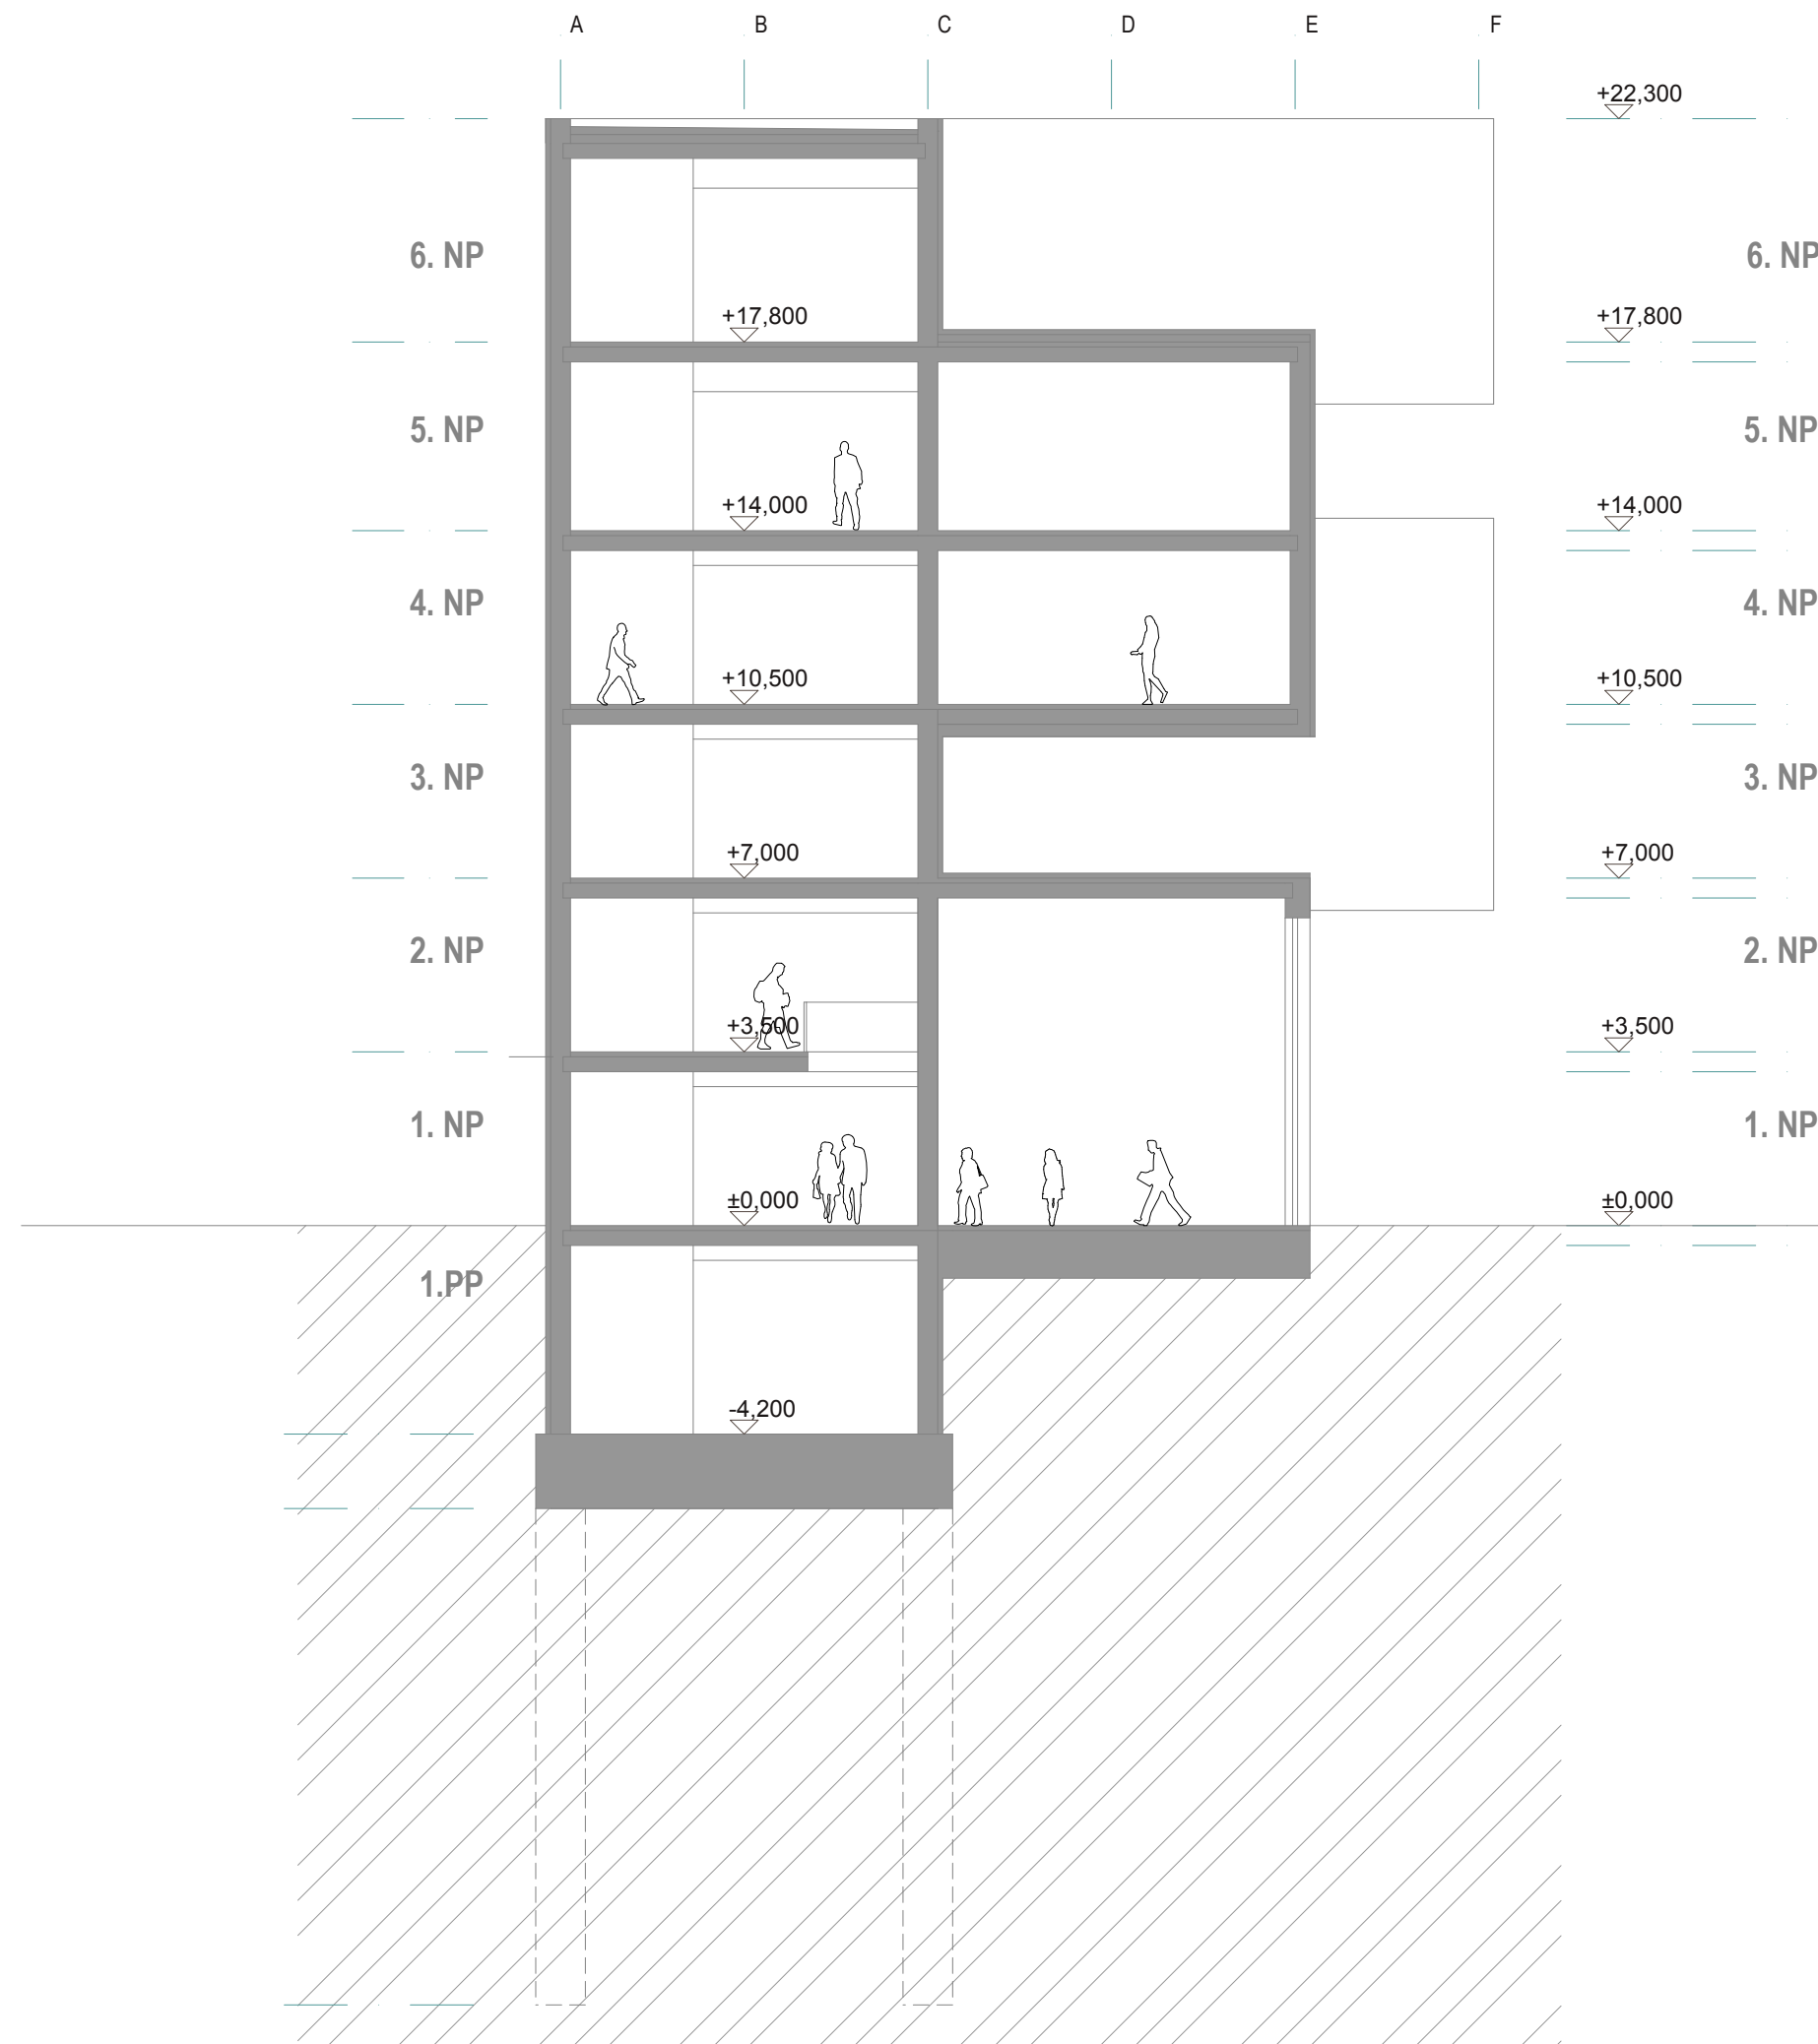 A B C D E F
+22,300
6. NP 6. NP
+17,800 +17,800
5. NP 5. NP
+14,000 +14,000
4. NP 4. NP
+10,500 +10,500
3. NP 3. NP
+7,000 +7,000
2. NP 2. NP
+3,500 +3,500
1. NP 1. NP
±0,000 ±0,000
1.PP
-4,200